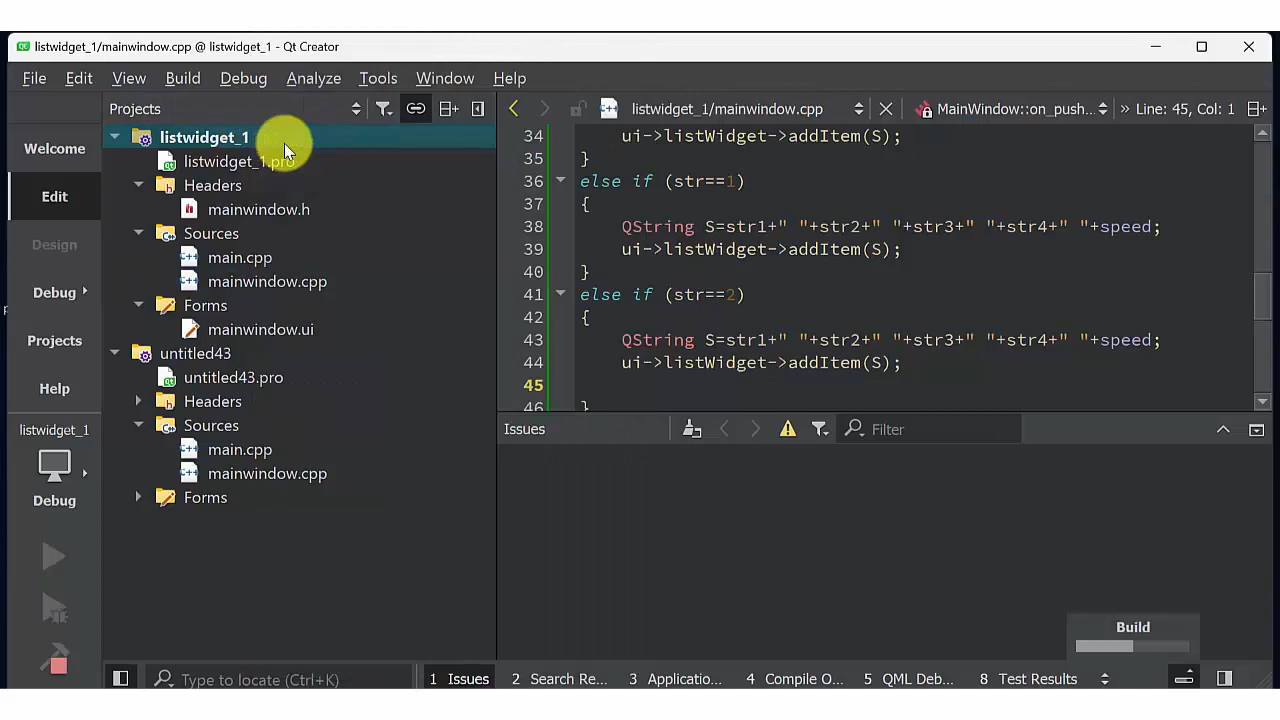 listwidget_1/mainwindow.cpp @ listwidget_1 - Qt Creator
File Edit View Build Debug Analyze Tools Window Help
Projects
listwidget_1/mainwindow.cpp
MainWindow::on_push...
» Line: 45, Col: 1
Welcome
Edit
Design
Debug
Projects
Help
listwidget_1
Debug
listwidget_1
listwidget_1.pro
Headers
mainwindow.h
Sources
main.cpp
mainwindow.cpp
Forms
mainwindow.ui
untitled43
untitled43.pro
Headers
Sources
main.cpp
mainwindow.cpp
Forms
34 ui->listWidget->addItem(S);
35 }
36 else if (str==1)
37 {
38 QString S=str1+" "+str2+" "+str3+" "+str4+" "+speed;
39 ui->listWidget->addItem(S);
40 }
41 else if (str==2)
42 {
43 QString S=str1+" "+str2+" "+str3+" "+str4+" "+speed;
44 ui->listWidget->addItem(S);
45
46 }
Issues
Filter
Build
Type to locate (Ctrl+K)
1 Issues
2 Search Re...
3 Applicatio...
4 Compile O...
5 QML Deb...
8 Test Results